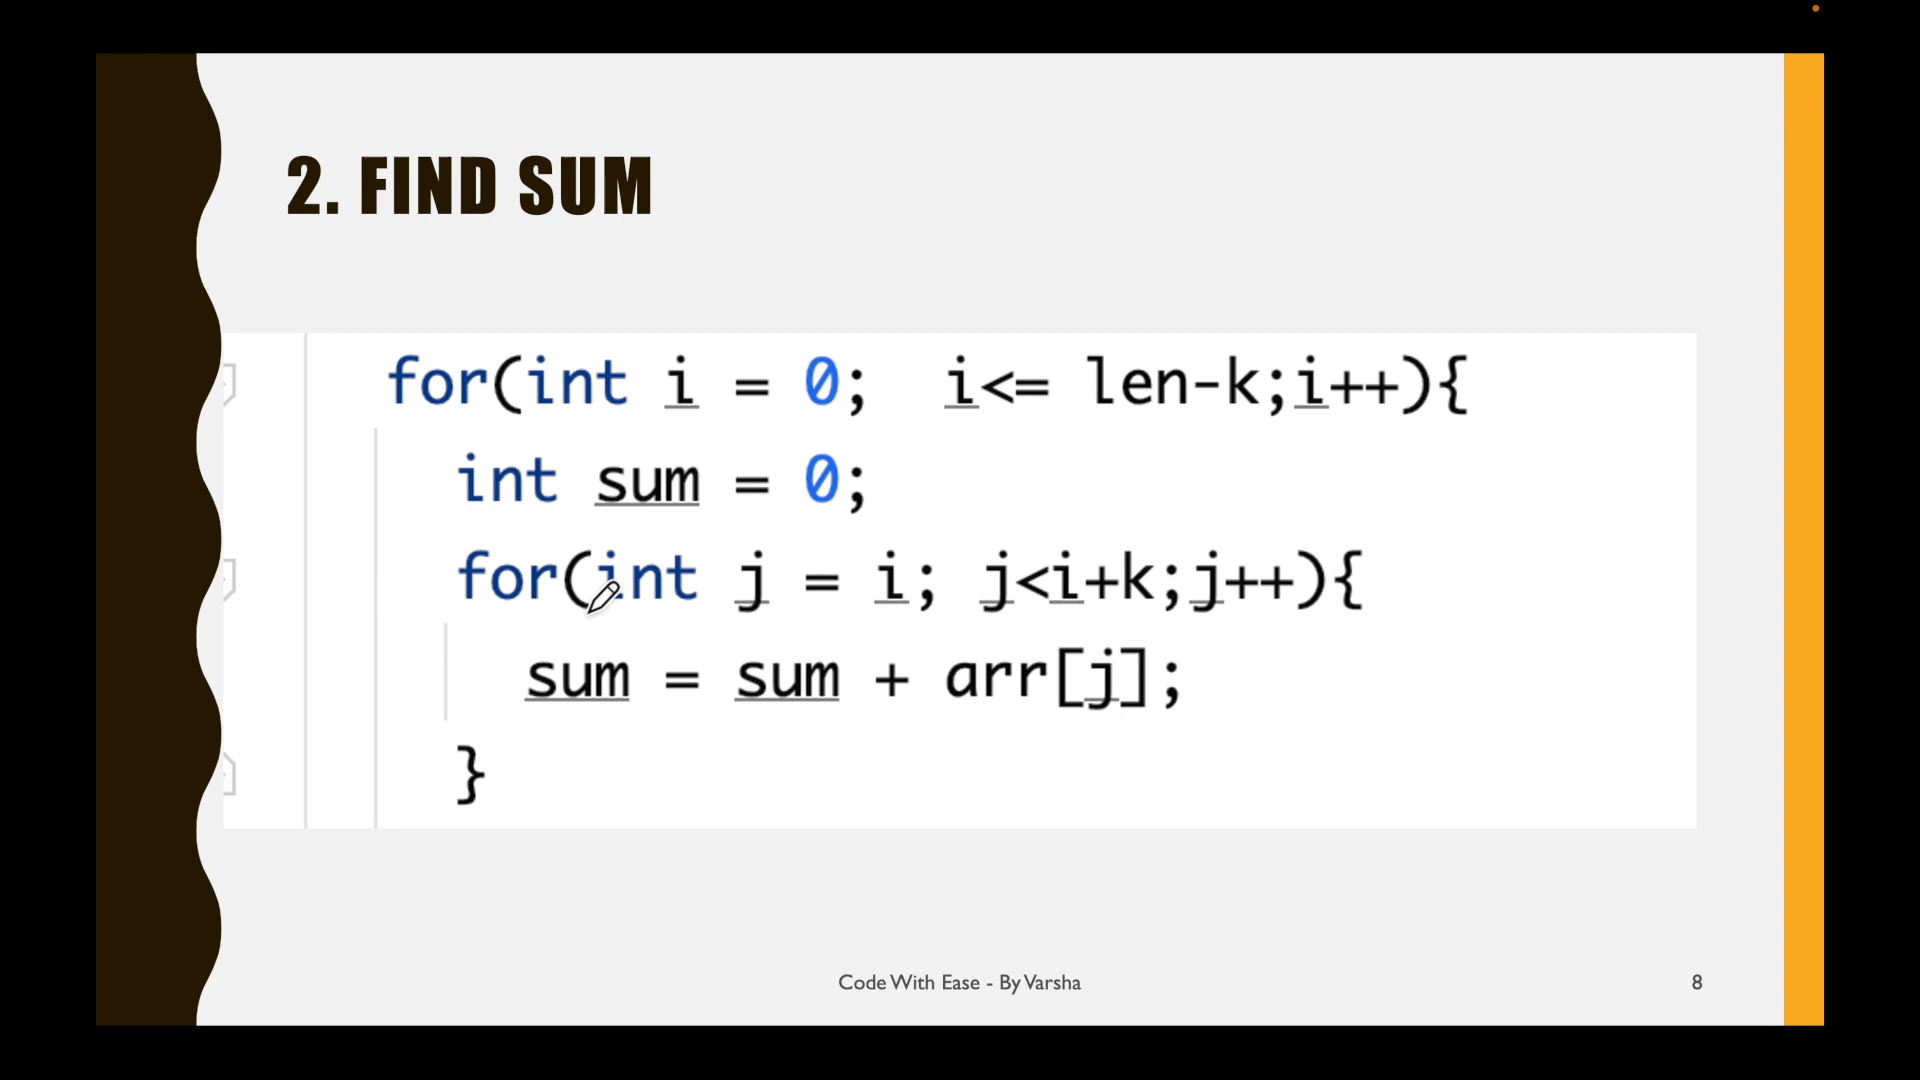 2. FIND SUM
for(int i = 0;  i<= len-k;i++){
int sum = 0;
for(int j = i; j<i+k;j++){
sum = sum + arr[j];
}
Code With Ease - By Varsha
8